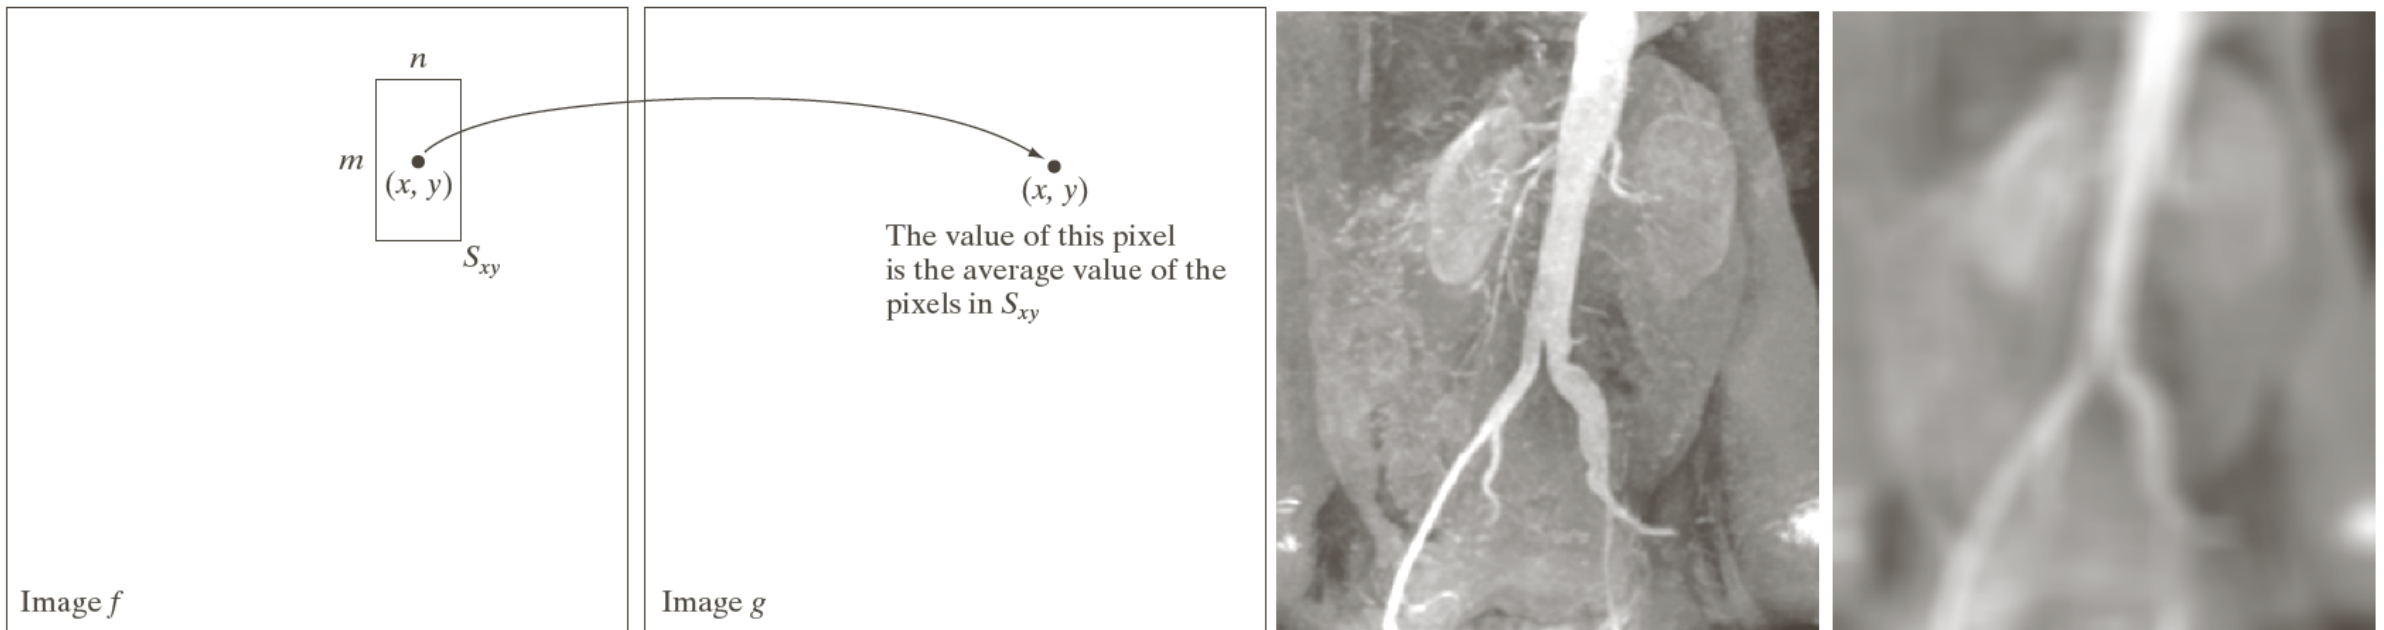 n
m
(x, y)
S_xy
Image f
(x, y)
The value of this pixel
is the average value of the
pixels in S_xy
Image g